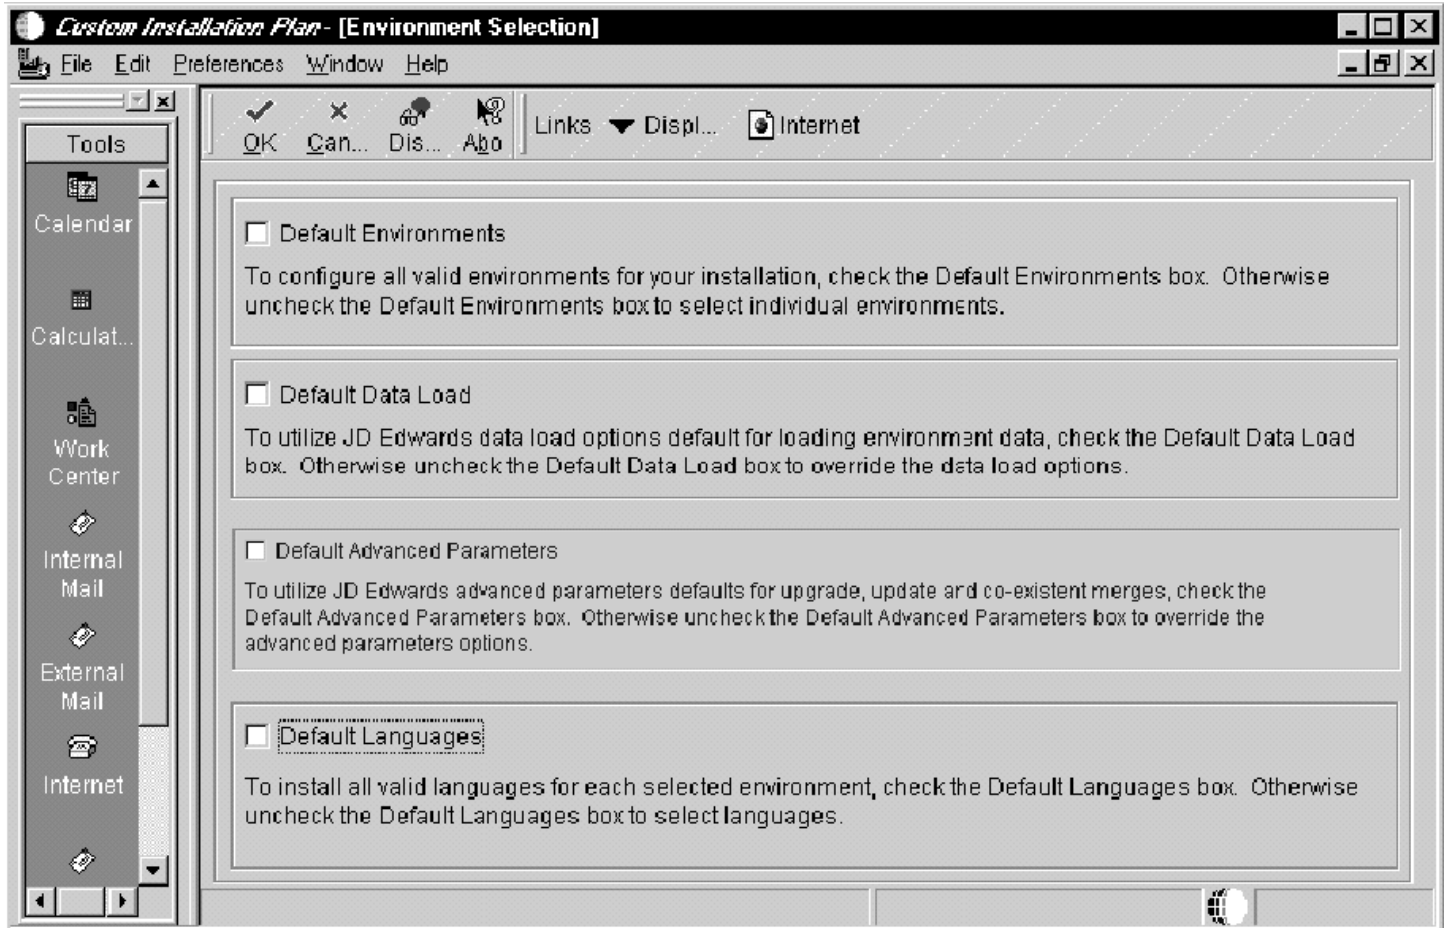 Custom Installation Plan - [Environment Selection]
File Edit Preferences Window Help
Tools
Calendar
Calculat...
Work
Center
Internal
Mail
External
Mail
Internet
OK Can... Dis... Abo Links Displ... Internet
Default Environments
To configure all valid environments for your installation, check the Default Environments box. Otherwise
uncheck the Default Environments box to select individual environments.
Default Data Load
To utilize JD Edwards data load options default for loading environment data, check the Default Data Load
box. Otherwise uncheck the Default Data Load box to override the data load options.
Default Advanced Parameters
To utilize JD Edwards advanced parameters defaults for upgrade, update and co-existent merges, check the
Default Advanced Parameters box. Otherwise uncheck the Default Advanced Parameters box to override the
advanced parameters options.
Default Languages
To install all valid languages for each selected environment, check the Default Languages box. Otherwise
uncheck the Default Languages box to select languages.